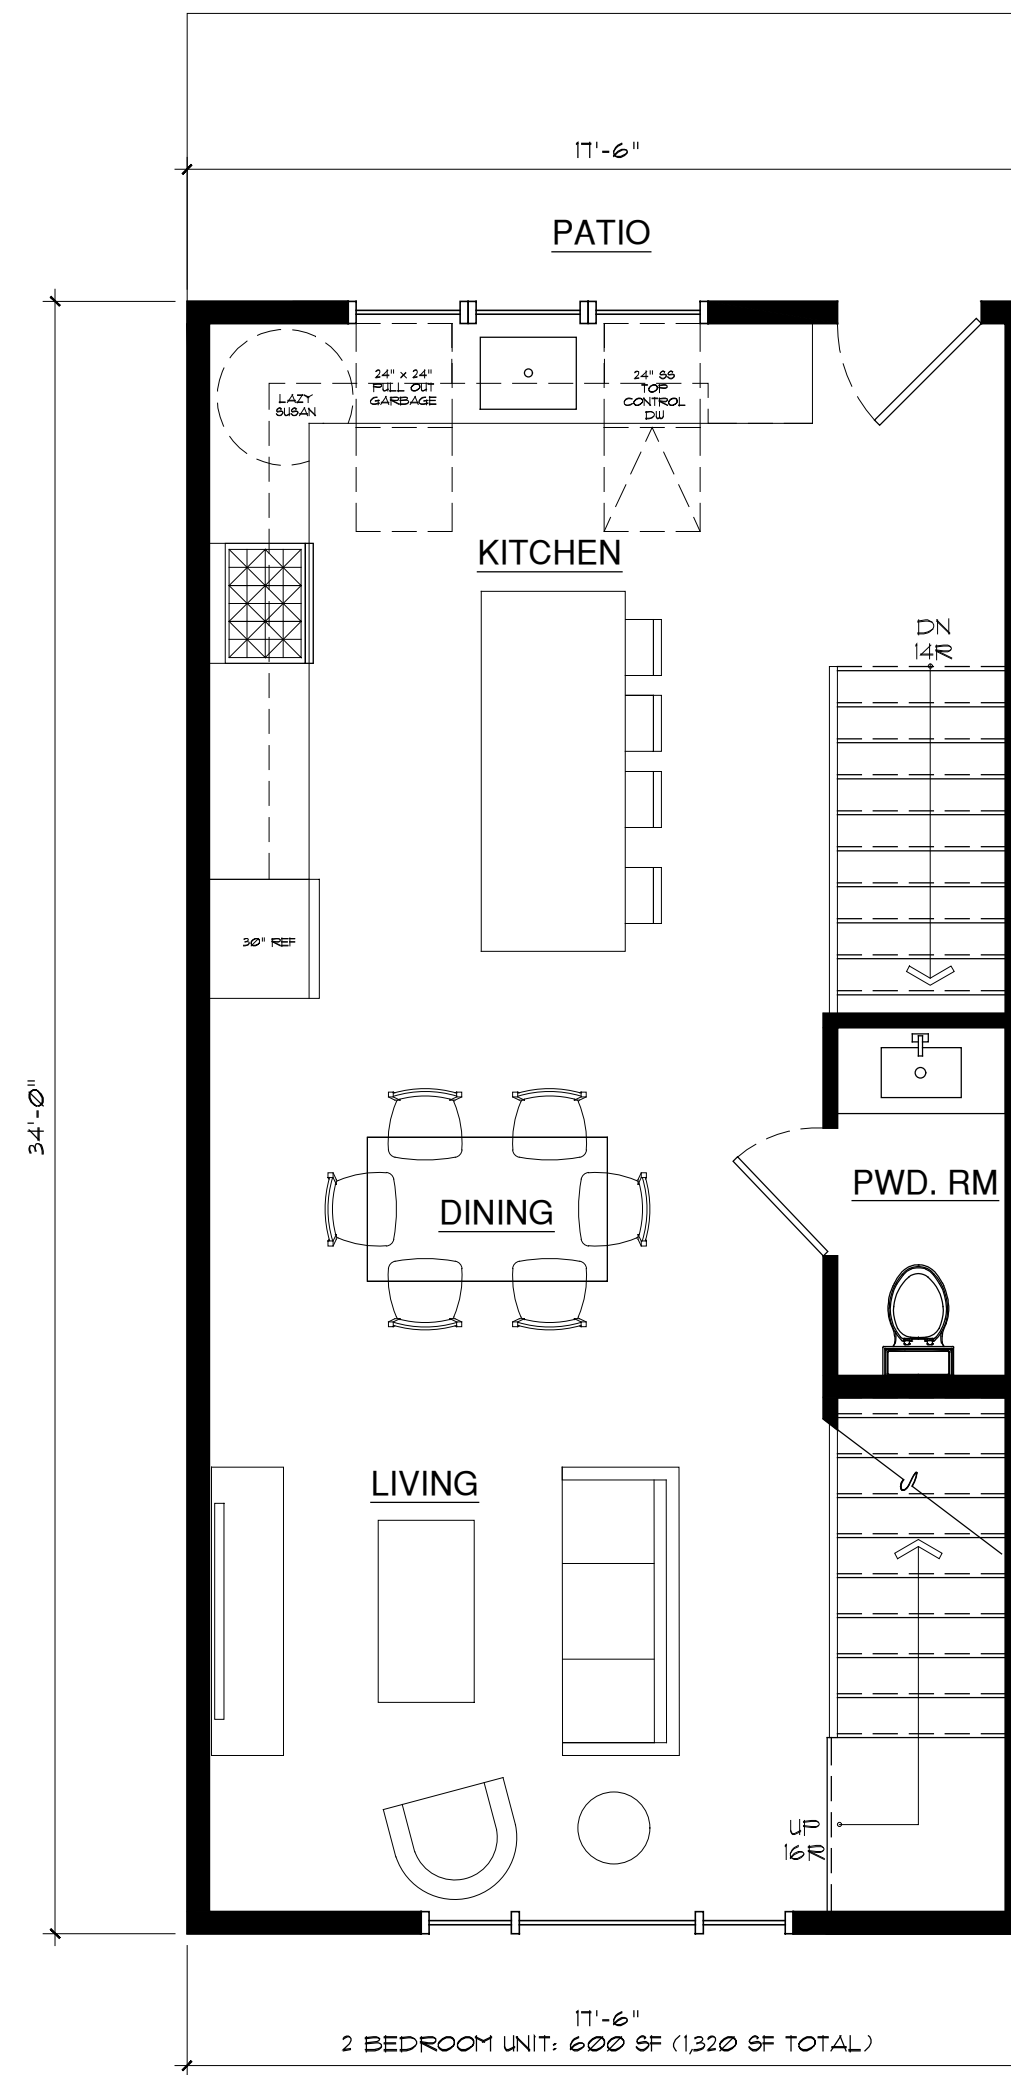 17'-6"
PATIO
24" x 24"
PULL OUT
GARBAGE
24" SS
TOP
CONTROL
DW
LAZY
SUSAN
KITCHEN
DN
14R
30" REF
34'-0"
PWD. RM
DINING
LIVING
UP
16R
17'-6"
2 BEDROOM UNIT: 600 SF (1,320 SF TOTAL)